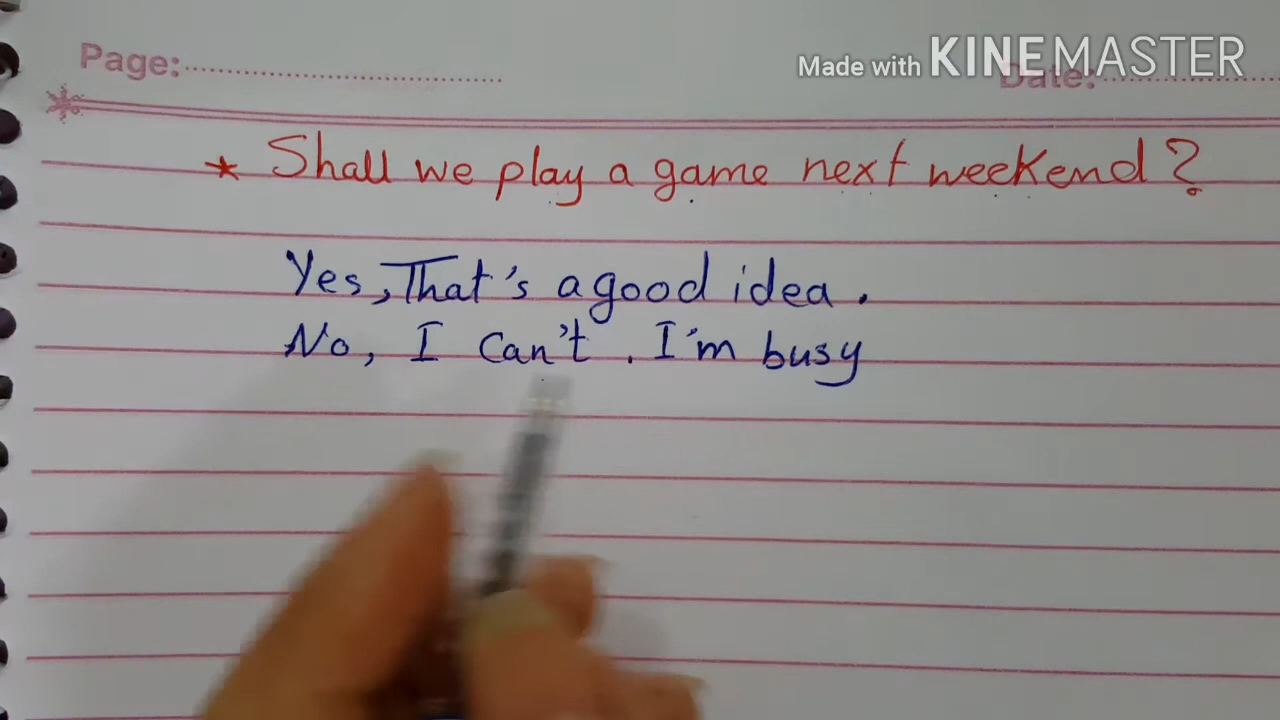 Page:
Made with KINEMASTER
Date:
* Shall we play a game next weekend?
Yes, That's a good idea.
No, I can't. I'm busy